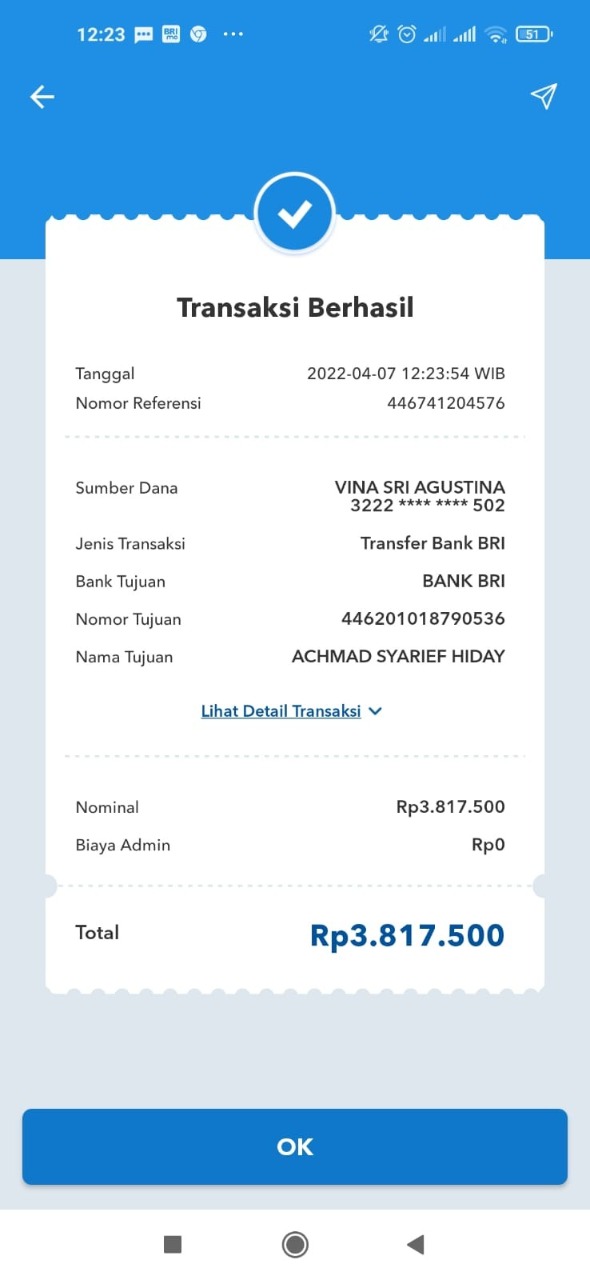 12:23 BRI mo ...
51
Transaksi Berhasil
Tanggal 2022-04-07 12:23:54 WIB
Nomor Referensi 446741204576
Sumber Dana VINA SRI AGUSTINA
3222 **** **** 502
Jenis Transaksi Transfer Bank BRI
Bank Tujuan BANK BRI
Nomor Tujuan 446201018790536
Nama Tujuan ACHMAD SYARIEF HIDAY
Lihat Detail Transaksi
Nominal Rp3.817.500
Biaya Admin Rp0
Total Rp3.817.500
OK